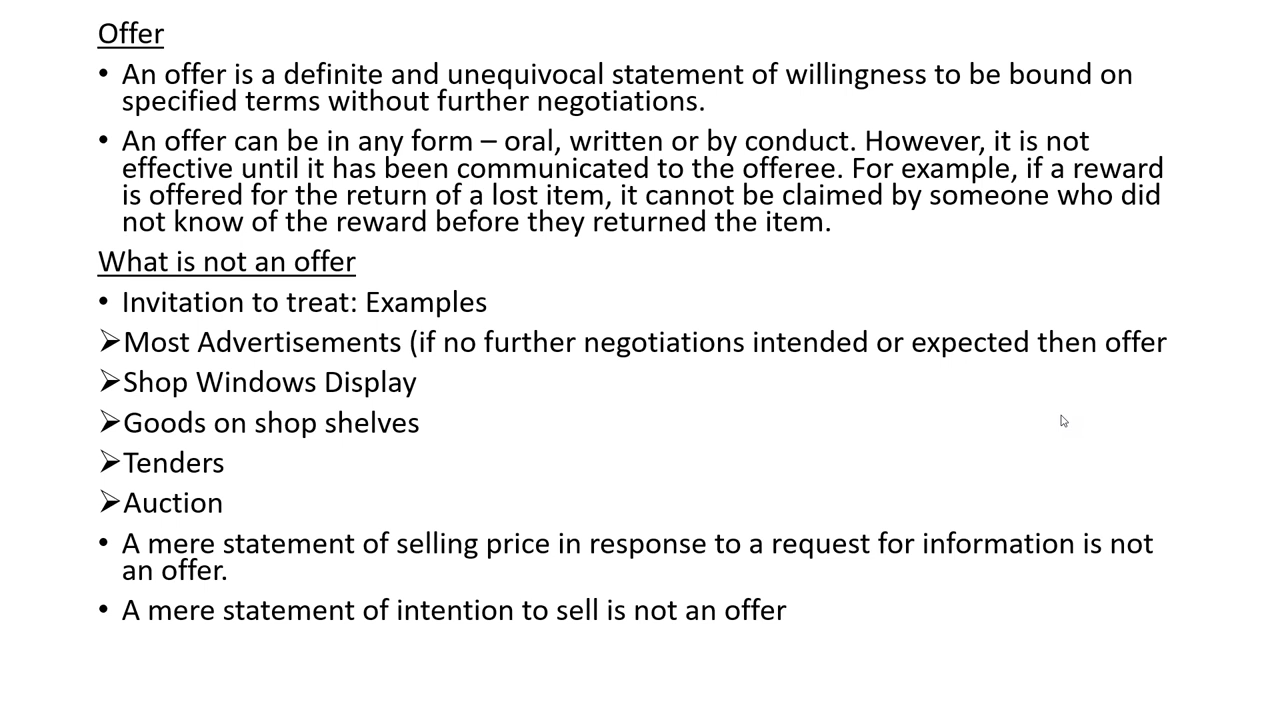 Offer
• An offer is a definite and unequivocal statement of willingness to be bound on
specified terms without further negotiations.
• An offer can be in any form – oral, written or by conduct. However, it is not
effective until it has been communicated to the offeree. For example, if a reward
is offered for the return of a lost item, it cannot be claimed by someone who did
not know of the reward before they returned the item.
What is not an offer
• Invitation to treat: Examples
➢Most Advertisements (if no further negotiations intended or expected then offer
➢Shop Windows Display
➢Goods on shop shelves
➢Tenders
➢Auction
• A mere statement of selling price in response to a request for information is not
an offer.
• A mere statement of intention to sell is not an offer